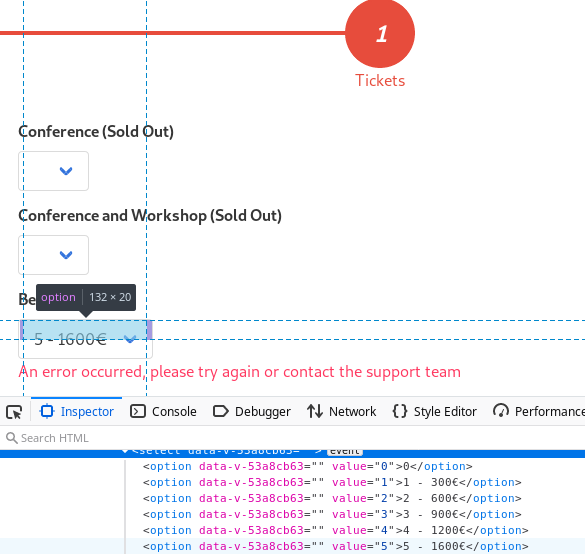 1
Tickets
Conference (Sold Out)
Conference and Workshop (Sold Out)
Be
option 132 × 20
5 - 1600€
An error occurred, please try again or contact the support team
Inspector Console Debugger Network Style Editor Performance
Search HTML
<select data-v-53a8cb63="" > event
<option data-v-53a8cb63="" value="0">0</option>
<option data-v-53a8cb63="" value="1">1 - 300€</option>
<option data-v-53a8cb63="" value="2">2 - 600€</option>
<option data-v-53a8cb63="" value="3">3 - 900€</option>
<option data-v-53a8cb63="" value="4">4 - 1200€</option>
<option data-v-53a8cb63="" value="5">5 - 1600€</option>